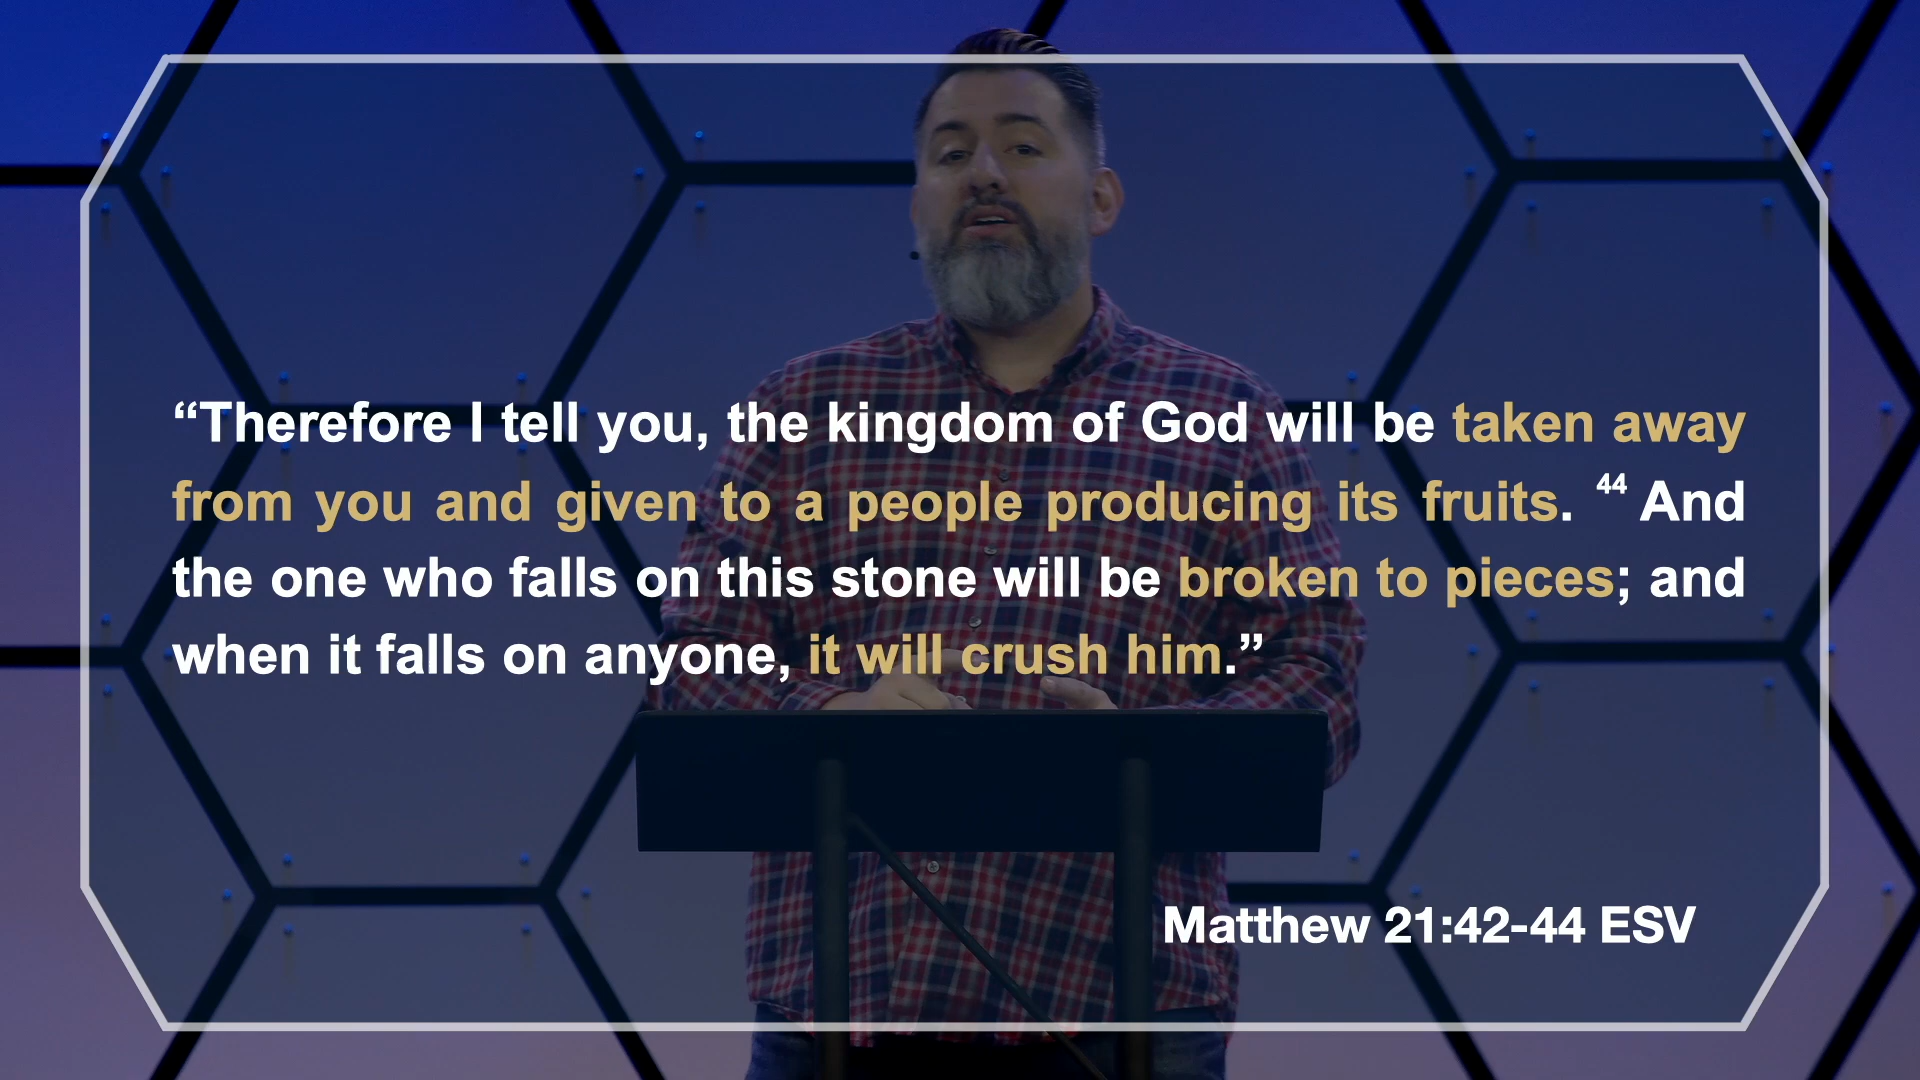 “Therefore I tell you, the kingdom of God will be taken away
from you and given to a people producing its fruits. 44 And
the one who falls on this stone will be broken to pieces; and
when it falls on anyone, it will crush him.”
Matthew 21:42-44 ESV